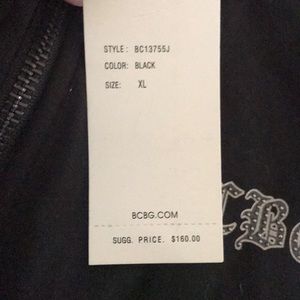 STYLE: BC13755J
COLOR: BLACK
SIZE: XL
BCBG.COM
SUGG. PRICE. $160.00